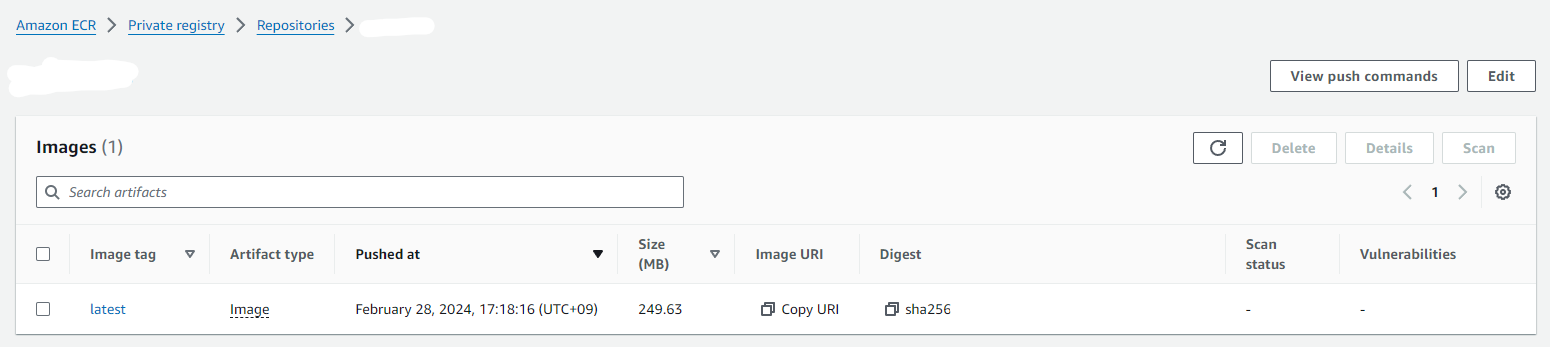 Amazon ECR > Private registry > Repositories >
View push commands Edit
Images (1)
Delete Details Scan
Search artifacts
1
Image tag Artifact type Pushed at Size (MB) Image URI Digest Scan status Vulnerabilities
latest Image February 28, 2024, 17:18:16 (UTC+09) 249.63 Copy URI sha256 - -